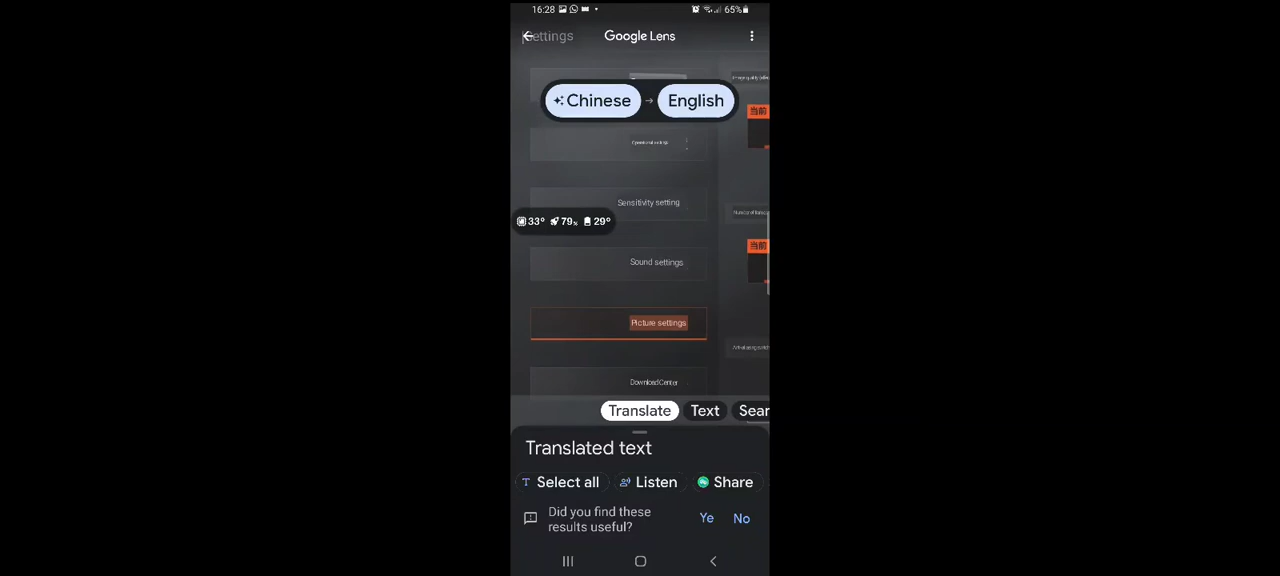 16:28
65%
Settings
Google Lens
Chinese → English
当前
Operational settings
Sensitivity setting
33° 79% 29°
Sound settings
当前
Picture settings
Download Center
Translate Text Sear
Translated text
Select all Listen Share
Did you find these Ye No
results useful?